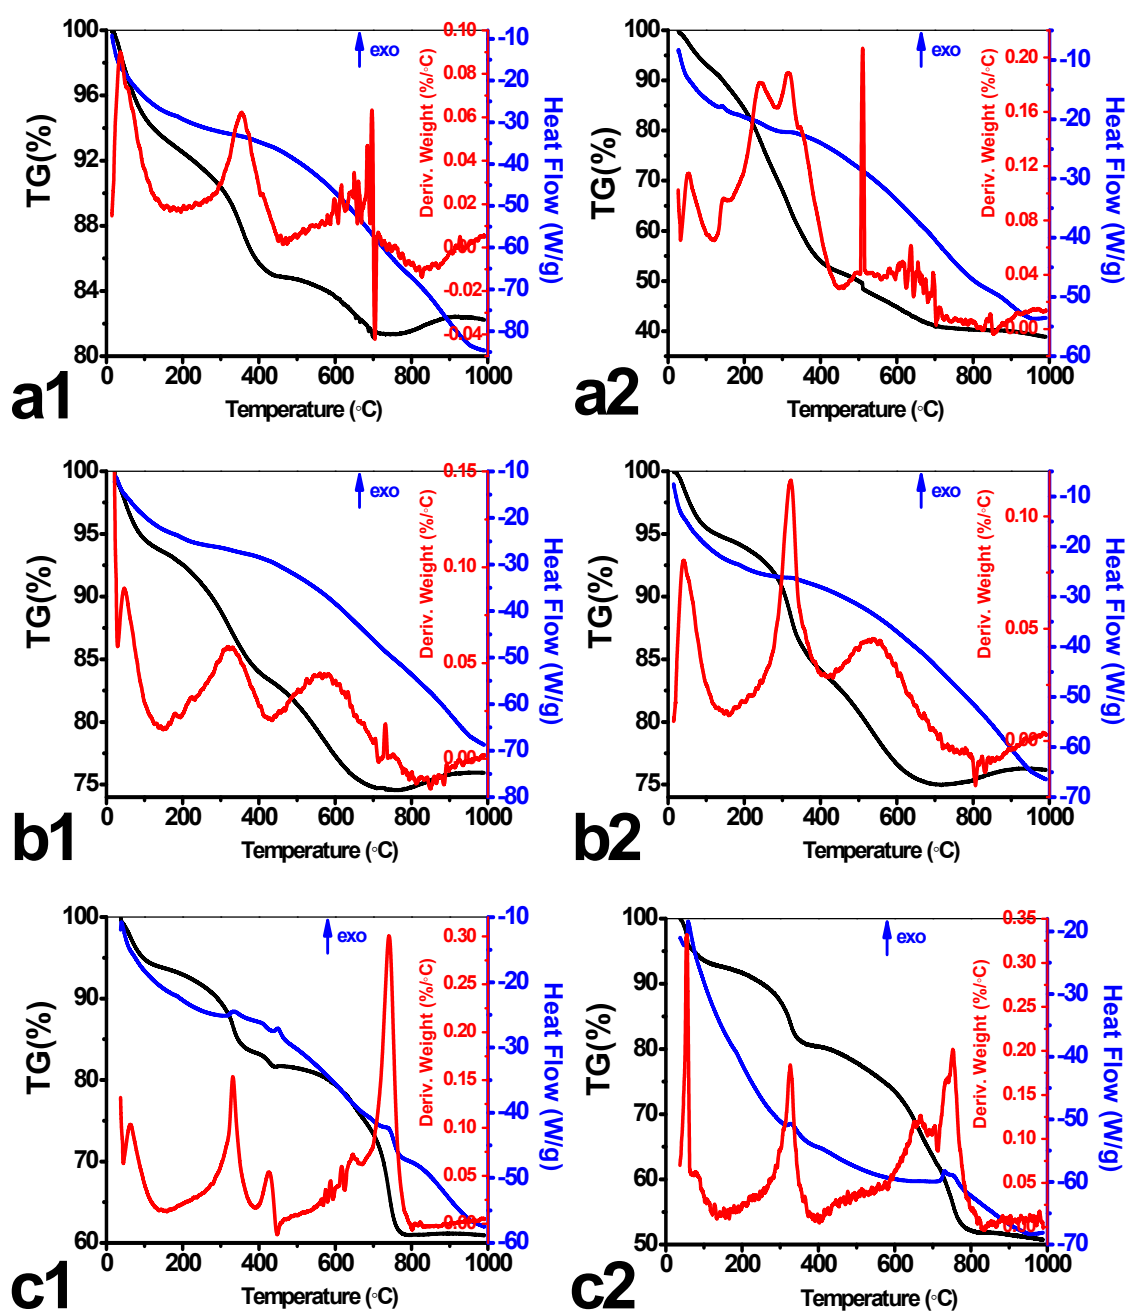 100
96
92
88
84
80
TG(%)
0 200 400 600 800 1000
Temperature (◦C)
exo
0.10
0.08
0.06
0.04
0.02
0.00
-0.02
-0.04
Deriv. Weight (%/◦C)
-10
-20
-30
-40
-50
-60
-70
-80
Heat Flow (W/g)
a1
100
90
80
70
60
50
40
TG(%)
0 200 400 600 800 1000
Temperature (◦C)
exo
0.20
0.16
0.12
0.08
0.04
0.00
Deriv. Weight (%/◦C)
-10
-20
-30
-40
-50
-60
Heat Flow (W/g)
a2
100
95
90
85
80
75
TG(%)
0 200 400 600 800 1000
Temperature (◦C)
exo
0.15
0.10
0.05
0.00
Deriv. Weight (%/◦C)
-10
-20
-30
-40
-50
-60
-70
-80
Heat Flow (W/g)
b1
100
95
90
85
80
75
TG(%)
0 200 400 600 800 1000
Temperature (◦C)
exo
0.10
0.05
0.00
Deriv. Weight (%/◦C)
-10
-20
-30
-40
-50
-60
-70
Heat Flow (W/g)
b2
100
90
80
70
60
TG(%)
0 200 400 600 800 1000
Temperature (◦C)
exo
0.30
0.25
0.20
0.15
0.10
0.05
0.00
Deriv. Weight (%/◦C)
-10
-20
-30
-40
-50
-60
Heat Flow (W/g)
c1
100
90
80
70
60
50
TG(%)
0 200 400 600 800 1000
Temperature (◦C)
exo
0.35
0.30
0.25
0.20
0.15
0.10
0.05
0.00
Deriv. Weight (%/◦C)
-20
-30
-40
-50
-60
-70
Heat Flow (W/g)
c2